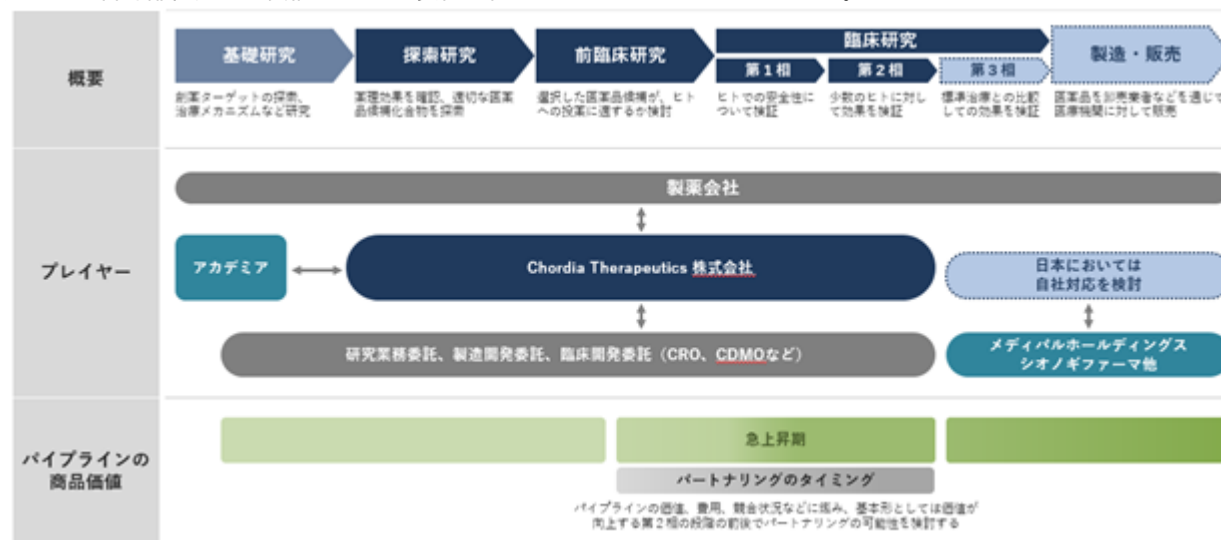 概要
基礎研究
探索研究
前臨床研究
臨床研究
第1相
第2相
第3相
製造・販売
創薬ターゲットの探索、
治療メカニズムなど研究
薬理効果を確認、適切な医薬
品候補化合物を探索
選択した医薬品候補が、ヒト
への投薬に適するか検討
ヒトでの安全性に
ついて検証
少数のヒトに対し
て効果を検証
標準治療との比較
しての効果を検証
医薬品を卸売業者などを通じて
医療機関に対して販売
プレイヤー
製薬会社
アカデミア
Chordia Therapeutics 株式会社
日本においては
自社対応を検討
研究業務委託、製造開発委託、臨床開発委託（CRO、CDMOなど）
メディパルホールディングス
シオノギファーマ他
パイプラインの
商品価値
急上昇期
パートナリングのタイミング
パイプラインの価値、費用、競合状況などに鑑み、基本形としては価値が
向上する第2相の段階の前後でパートナリングの可能性を検討する